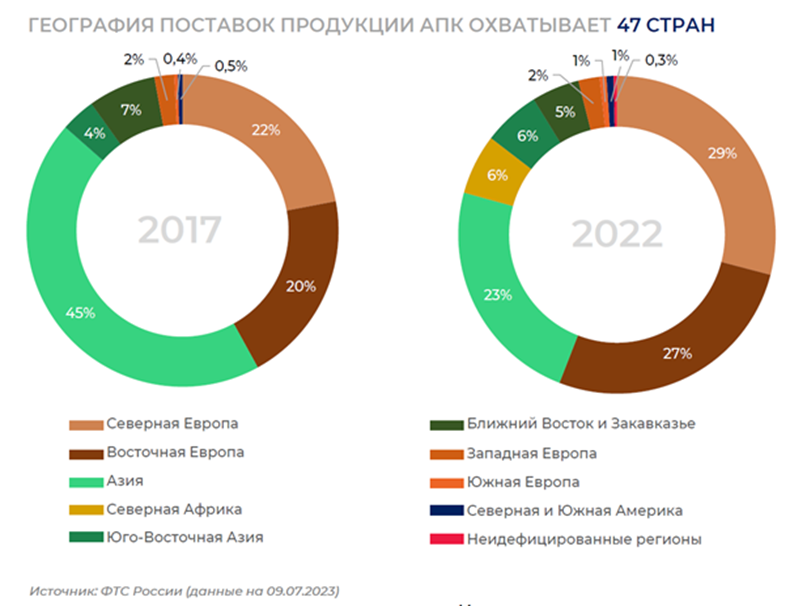 ГЕОГРАФИЯ ПОСТАВОК ПРОДУКЦИИ АПК ОХВАТЫВАЕТ 47 СТРАН
2%
0,4%
0,5%
7%
4%
22%
2017
20%
45%
1%
1%
0,3%
2%
5%
6%
6%
29%
2022
23%
27%
Северная Европа
Восточная Европа
Азия
Северная Африка
Юго-Восточная Азия
Ближний Восток и Закавказье
Западная Европа
Южная Европа
Северная и Южная Америка
Неидефицированные регионы
Источник: ФТС России (данные на 09.07.2023)